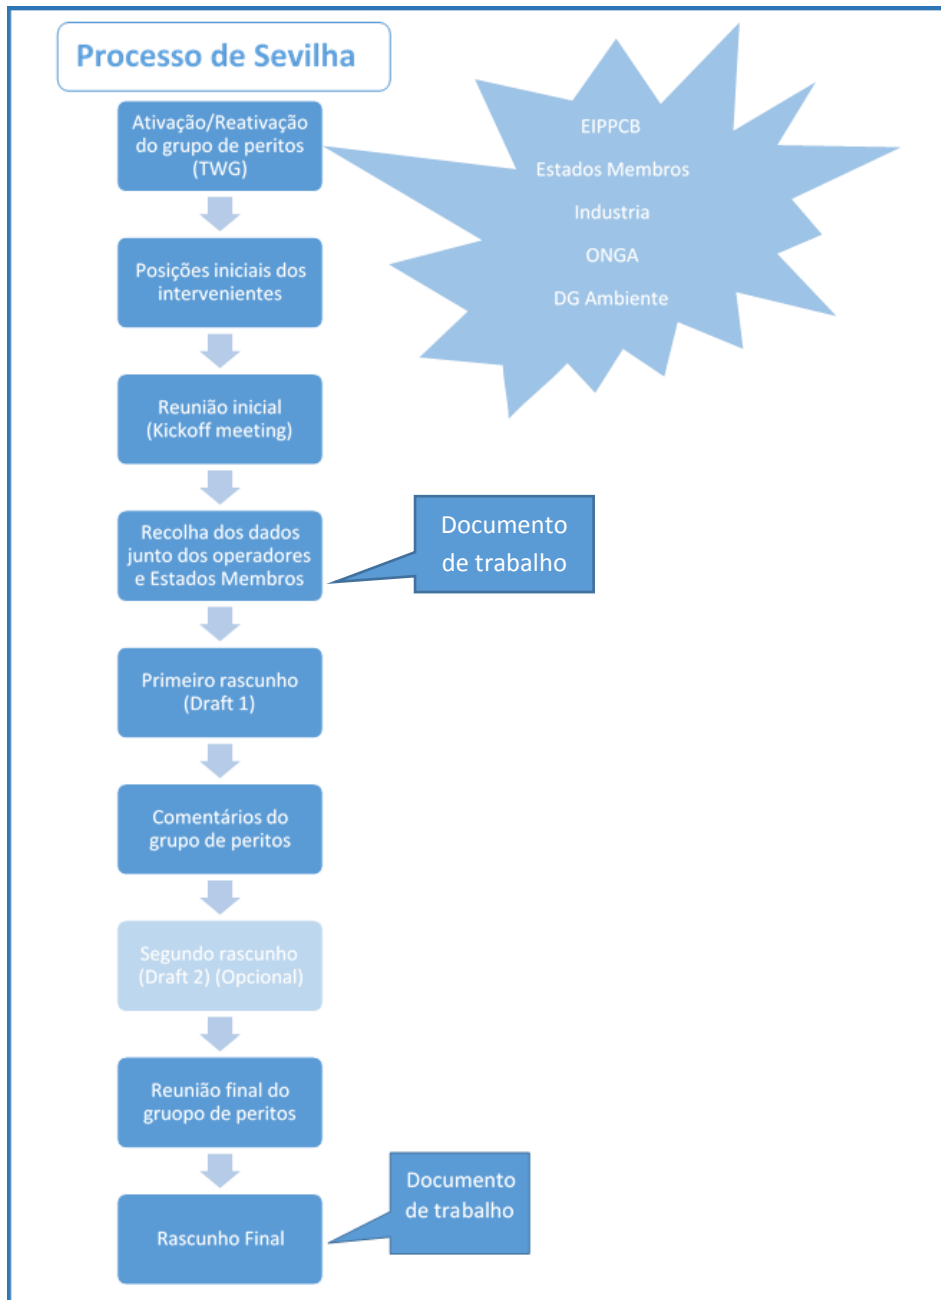 Processo de Sevilha
Ativação/Reativação
do grupo de peritos
(TWG)
EIPPCB
Estados Membros
Industria
ONGA
DG Ambiente
Posições iniciais dos
intervenientes
Reunião inicial
(Kickoff meeting)
Recolha dos dados
junto dos operadores
e Estados Membros
Documento
de trabalho
Primeiro rascunho
(Draft 1)
Comentários do
grupo de peritos
Segundo rascunho
(Draft 2) (Opcional)
Reunião final do
gruopo de peritos
Rascunho Final
Documento
de trabalho